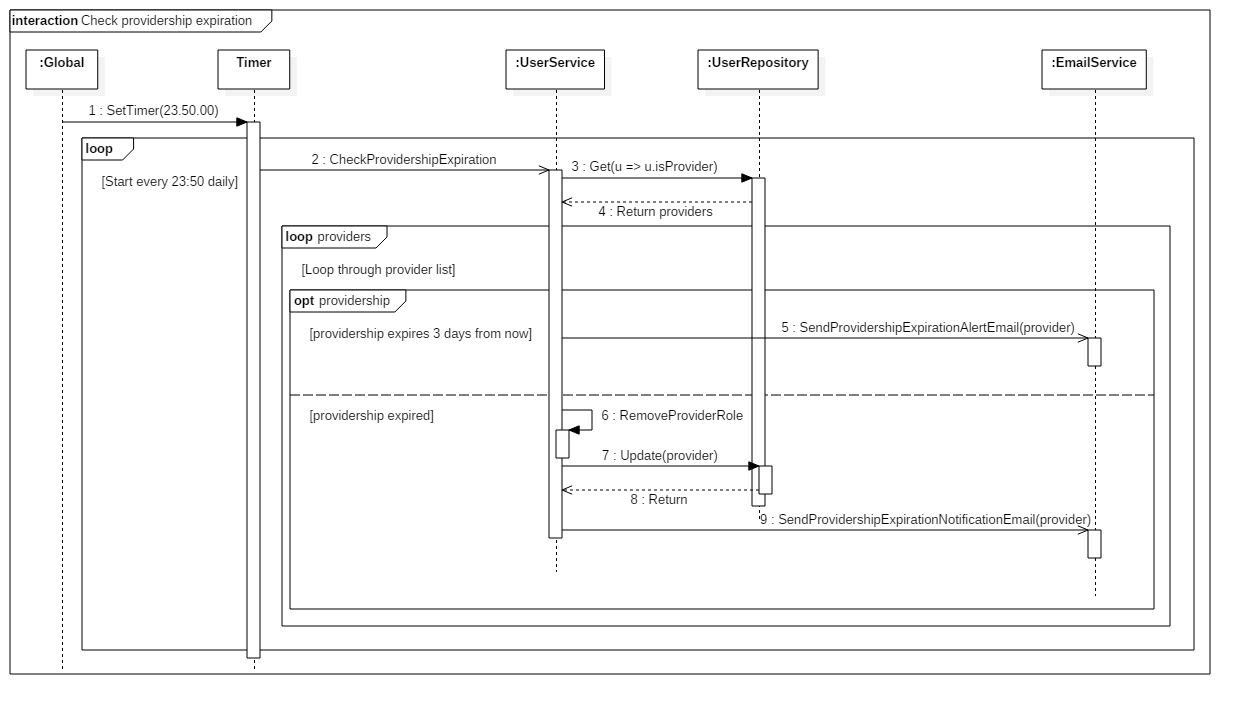 interaction Check providership expiration
:Global
Timer
:UserService
:UserRepository
:EmailService
1 : SetTimer(23.50.00)
loop
2 : CheckProvidershipExpiration
3 : Get(u => u.isProvider)
[Start every 23:50 daily]
4 : Return providers
loop providers
[Loop through provider list]
opt providership
5 : SendProvidershipExpirationAlertEmail(provider)
[providership expires 3 days from now]
[providership expired]
6 : RemoveProviderRole
7 : Update(provider)
8 : Return
9 : SendProvidershipExpirationNotificationEmail(provider)